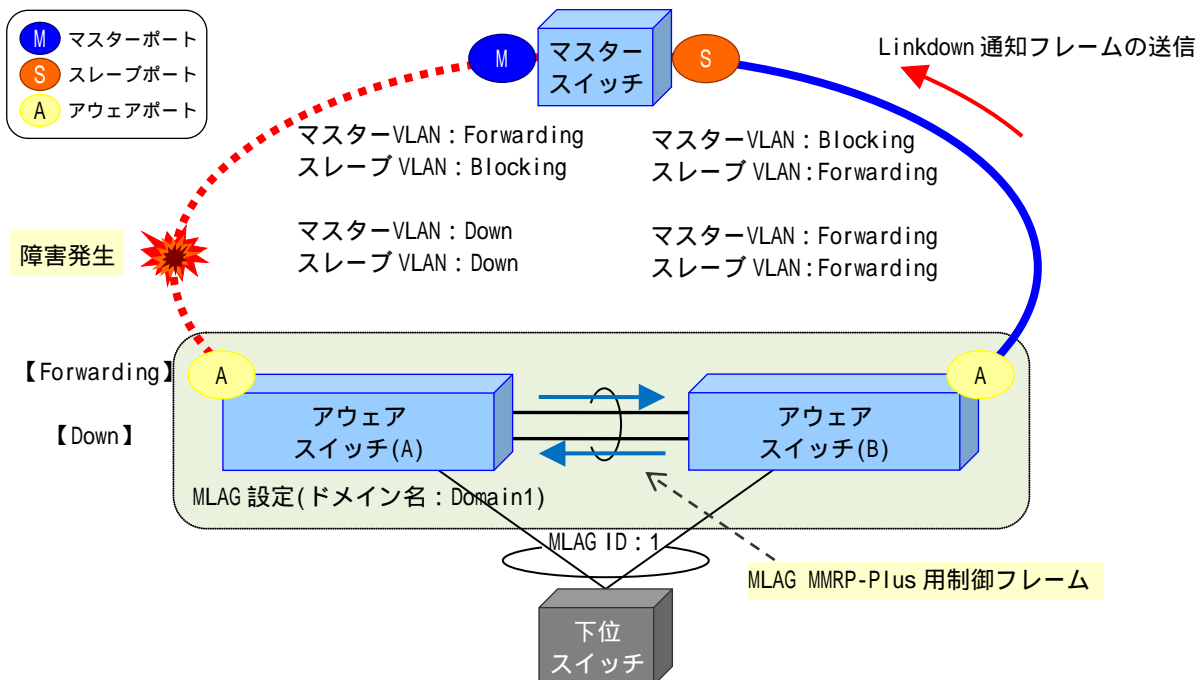 M マスターポート
S スレーブポート
A アウェアポート
M
マスター
スイッチ
S
Linkdown 通知フレームの送信
マスターVLAN：Forwarding
スレーブ VLAN：Blocking
マスターVLAN：Blocking
スレーブ VLAN：Forwarding
マスターVLAN：Down
スレーブ VLAN：Down
マスターVLAN：Forwarding
スレーブ VLAN：Forwarding
障害発生
【Forwarding】
【Down】
A
アウェア
スイッチ(A)
アウェア
スイッチ(B)
A
MLAG 設定(ドメイン名：Domain1)
MLAG ID：1
MLAG MMRP-Plus 用制御フレーム
下位
スイッチ